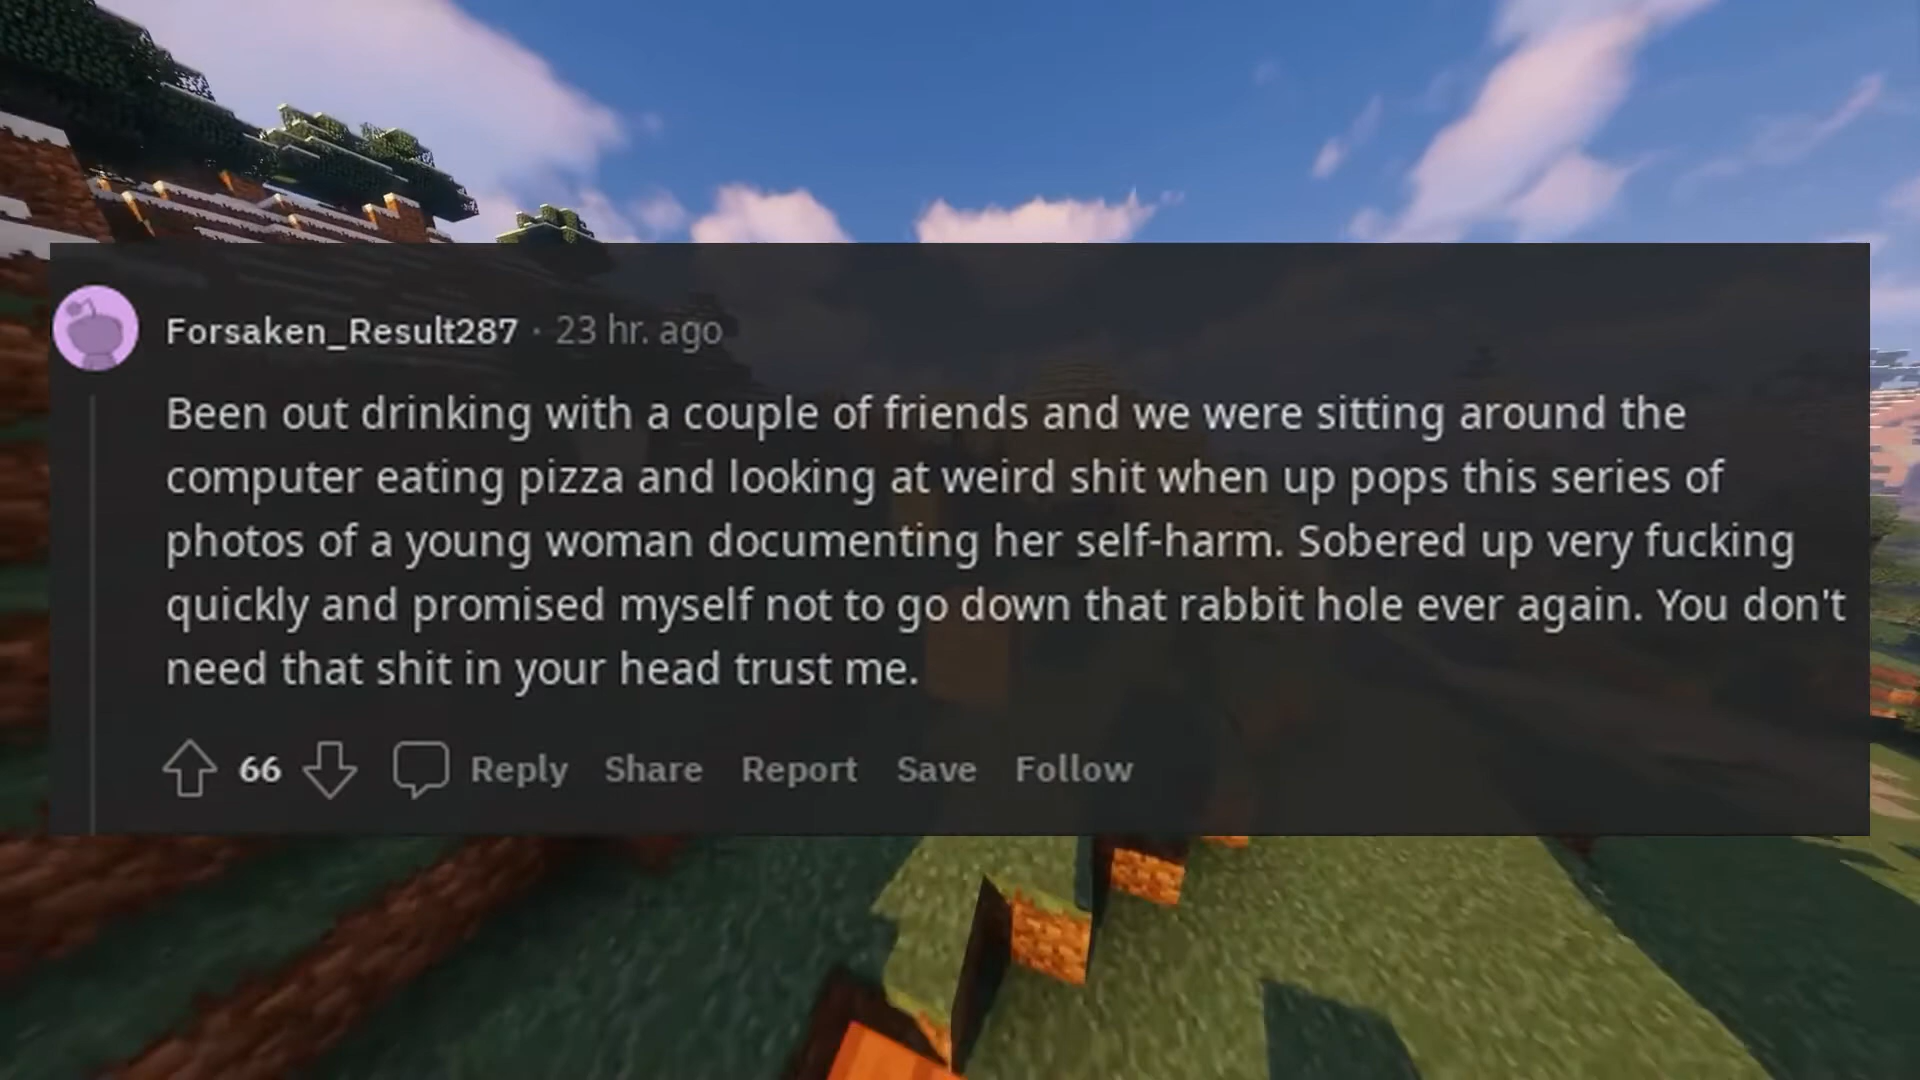 Forsaken_Result287 · 23 hr. ago
Been out drinking with a couple of friends and we were sitting around the
computer eating pizza and looking at weird shit when up pops this series of
photos of a young woman documenting her self-harm. Sobered up very fucking
quickly and promised myself not to go down that rabbit hole ever again. You don't
need that shit in your head trust me.
66 Reply Share Report Save Follow